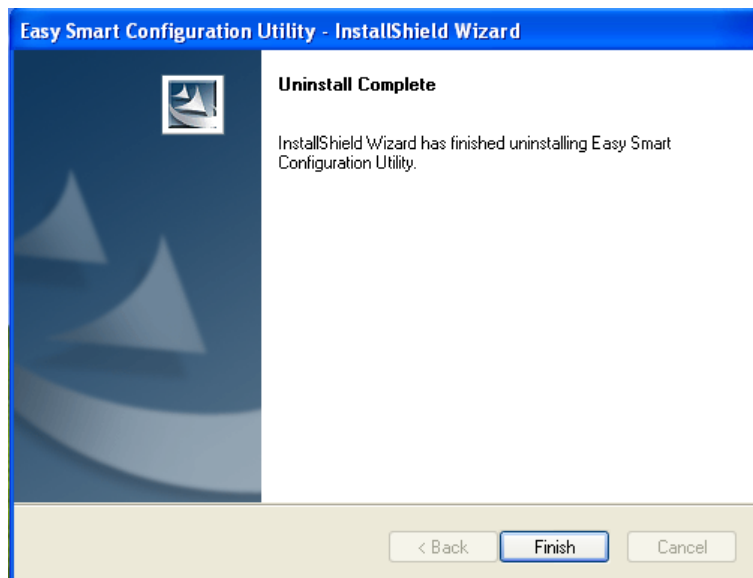 Easy Smart Configuration Utility - InstallShield Wizard
Uninstall Complete
InstallShield Wizard has finished uninstalling Easy Smart
Configuration Utility.
< Back Finish Cancel